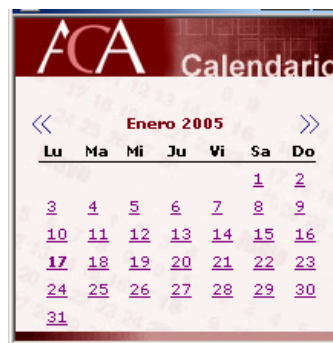 ACA Calendario
« Enero 2005 »
Lu Ma Mi Ju Vi Sa Do
1 2
3 4 5 6 7 8 9
10 11 12 13 14 15 16
17 18 19 20 21 22 23
24 25 26 27 28 29 30
31